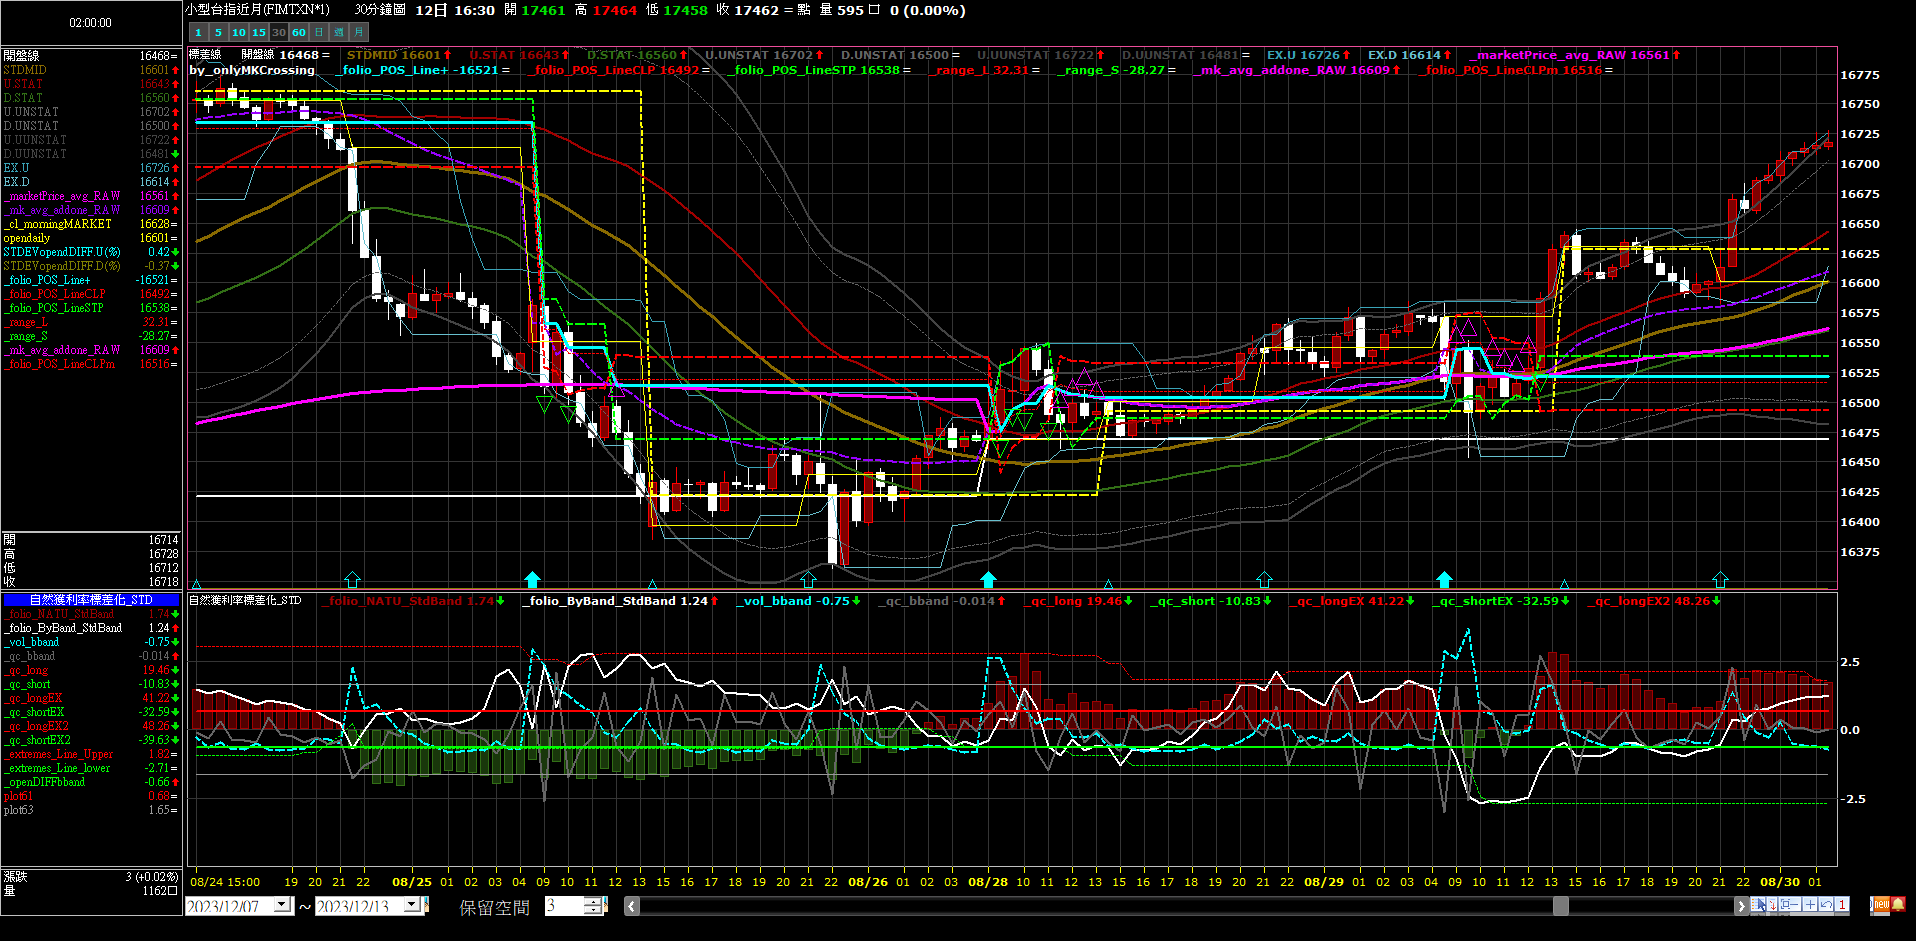 小型台指近月(FIMTXN*1) 30分鐘圖 12日 16:30 開 17461 高 17464 低 17458 收 17462 = 點 量 595 口 0 (0.00%)
02:00:00
1 5 10 15 30 60 日 週 月
標差線 開盤線 16468 = STDMID 16601 U.STAT 16643 D.STAT 16560 U.UNSTAT 16702 D.UNSTAT 16500 = U.UUNSTAT 16722 D.UUNSTAT 16481 = EX.U 16726 EX.D 16614 _marketPrice_avg_RAW 16561
by_onlyMKCrossing _folio_POS_Line+ -16521 = _folio_POS_LineCLP 16492 = _folio_POS_LineSTP 16538 = _range_L 32.31 = _range_S -28.27 = _mk_avg_addone_RAW 16609 _folio_POS_LineCLPm 16516 =
開盤線 16468=
STDMID 16601
U.STAT 16643
D.STAT 16560
U.UNSTAT 16702
D.UNSTAT 16500
U.UUNSTAT 16722
D.UUNSTAT 16481
EX.U 16726
EX.D 16614
_marketPrice_avg_RAW 16561
_mk_avg_addona_RAW 16609
_cl_morningMARKET 16628=
opendaily 16601=
STDEVopendDIFF.U(%) 0.42
STDEVopendDIFF.D(%) -0.37
_folio_POS_Line+ -16521=
_folio_POS_LineCLP 16492=
_folio_POS_LineSTP 16538=
_range_L 32.31=
_range_S -28.27=
_mk_avg_addone_RAW 16609
_folio_POS_LineCLPm 16516=
16775
16750
16725
16700
16675
16650
16625
16600
16575
16550
16525
16500
16475
16450
16425
16400
16375
開 16714
高 16728
低 16712
收 16718
自然獲利率標差化_STD
_folio_NATU_StdBand 1.74
_folio_ByBand_StdBand 1.24
_vol_bband -0.75
_qc_bband -0.014
_qc_long 19.46
_qc_short -10.83
_qc_longEX 41.22
_qc_shortEX -32.59
_qc_longEX2 48.26
_qc_shortEX2 -39.63
_extremes_Line_Upper 1.82=
_extremes_Line_lower -2.71=
_openDIFFbband -0.66
plot61 0.68=
plot63 1.65=
自然獲利率標差化_STD _folio_NATU_StdBand 1.74 _folio_ByBand_StdBand 1.24 _vol_bband -0.75 _qc_bband -0.014 _qc_long 19.46 _qc_short -10.83 _qc_longEX 41.22 _qc_shortEX -32.59 _qc_longEX2 48.26
2.5
0.0
-2.5
漲跌 3 (+0.02%)
量 1162口
08/24 15:00 19 20 21 22 08/25 01 02 03 04 09 10 11 12 13 15 16 17 18 19 20 21 22 08/26 01 02 03 08/28 10 11 12 13 15 16 17 18 19 20 21 22 08/29 01 02 03 04 09 10 11 12 13 15 16 17 18 19 20 21 22 08/30 01
2023/12/07 ~ 2023/12/13 保留空間 3
1 new